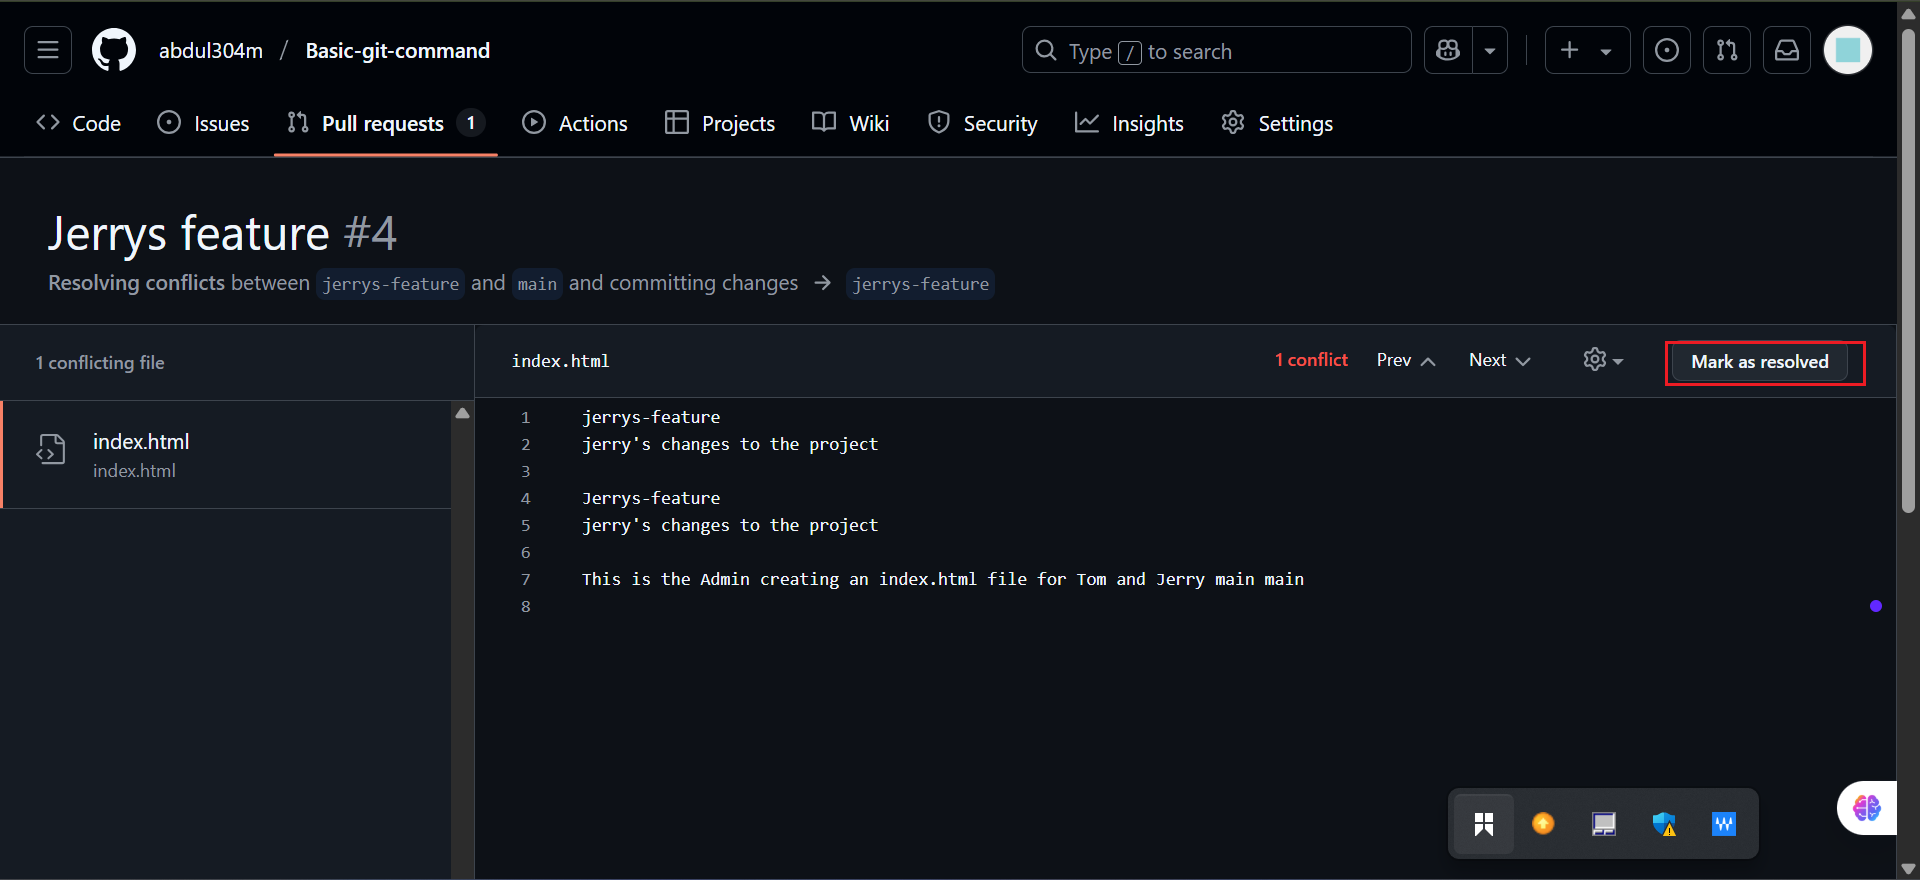 abdul304m / Basic-git-command
Type / to search
Code
Issues
Pull requests 1
Actions
Projects
Wiki
Security
Insights
Settings
Jerrys feature #4
Resolving conflicts between jerrys-feature and main and committing changes → jerrys-feature
1 conflicting file
index.html
index.html
index.html
1 conflict
Prev
Next
Mark as resolved
1 jerrys-feature
2 jerry's changes to the project
3
4 Jerrys-feature
5 jerry's changes to the project
6
7 This is the Admin creating an index.html file for Tom and Jerry main main
8